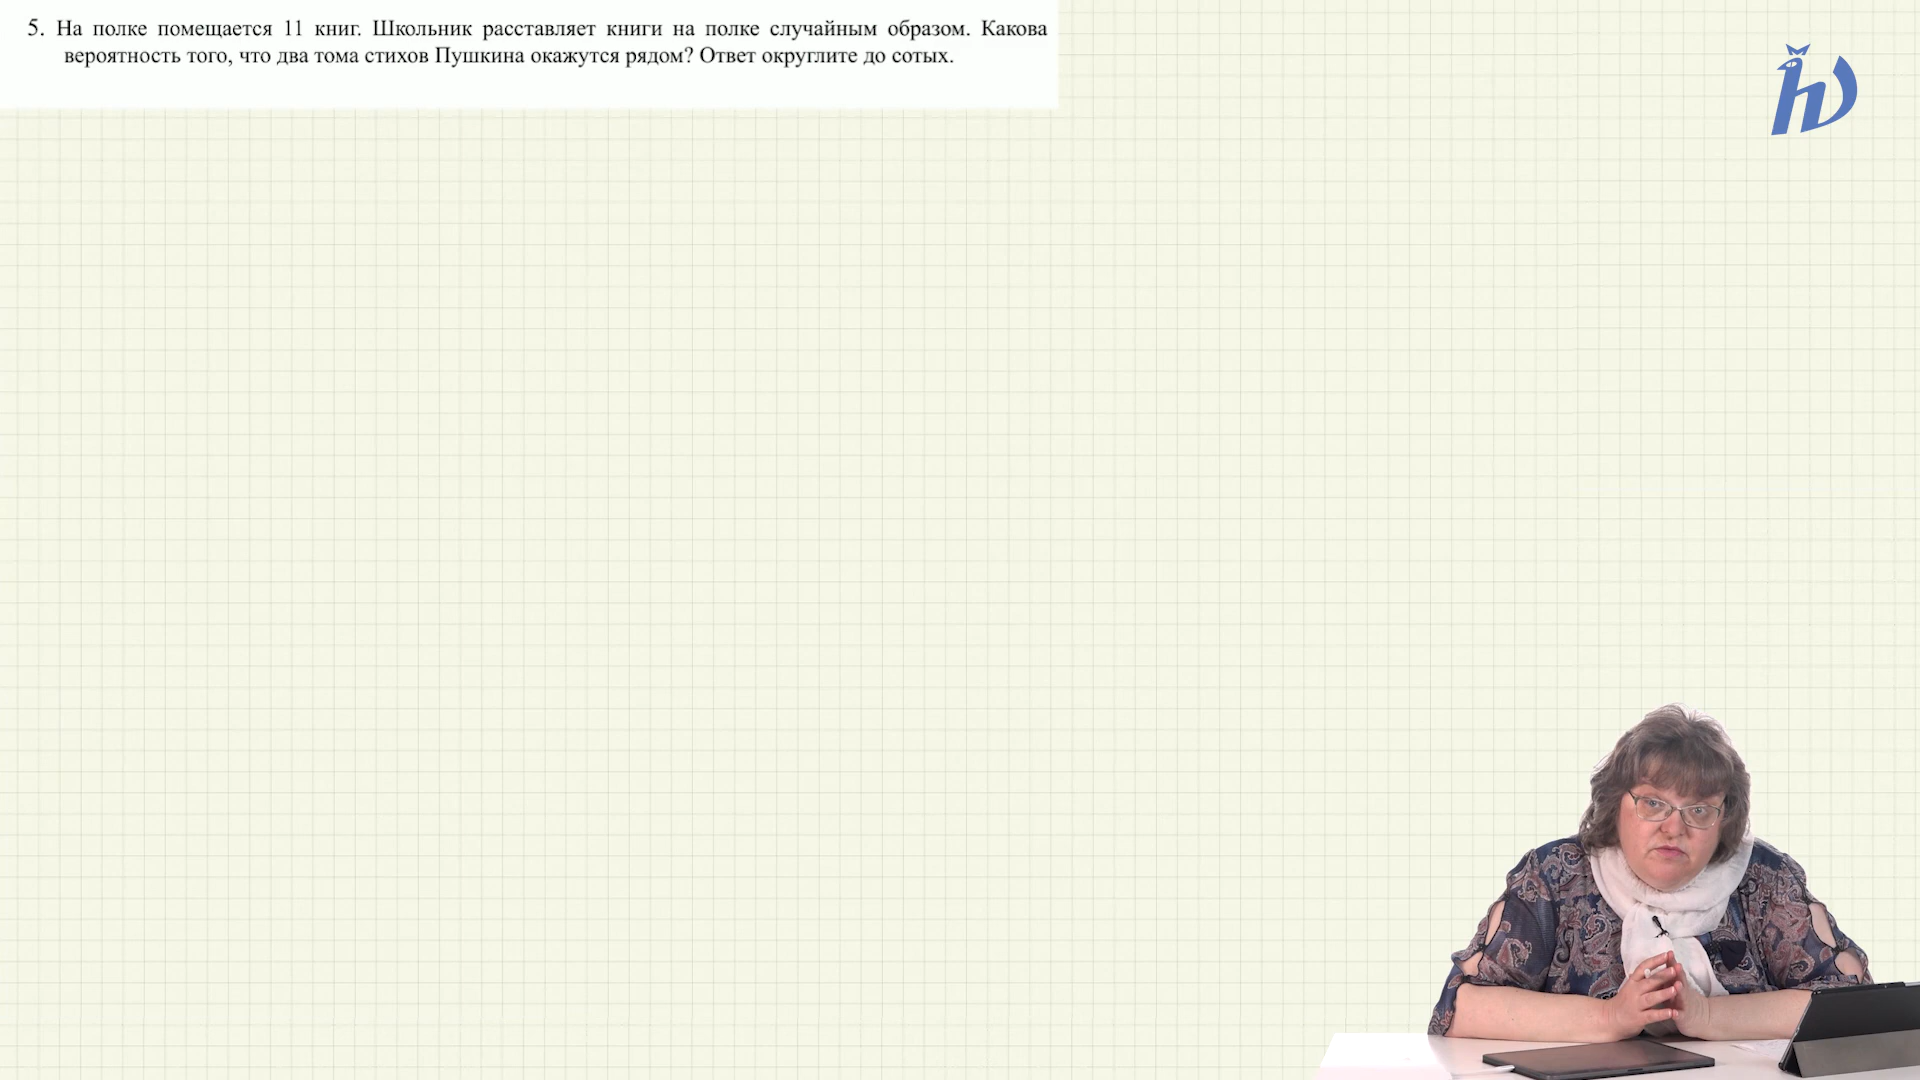 5. На полке помещается 11 книг. Школьник расставляет книги на полке случайным образом. Какова
вероятность того, что два тома стихов Пушкина окажутся рядом? Ответ округлите до сотых.